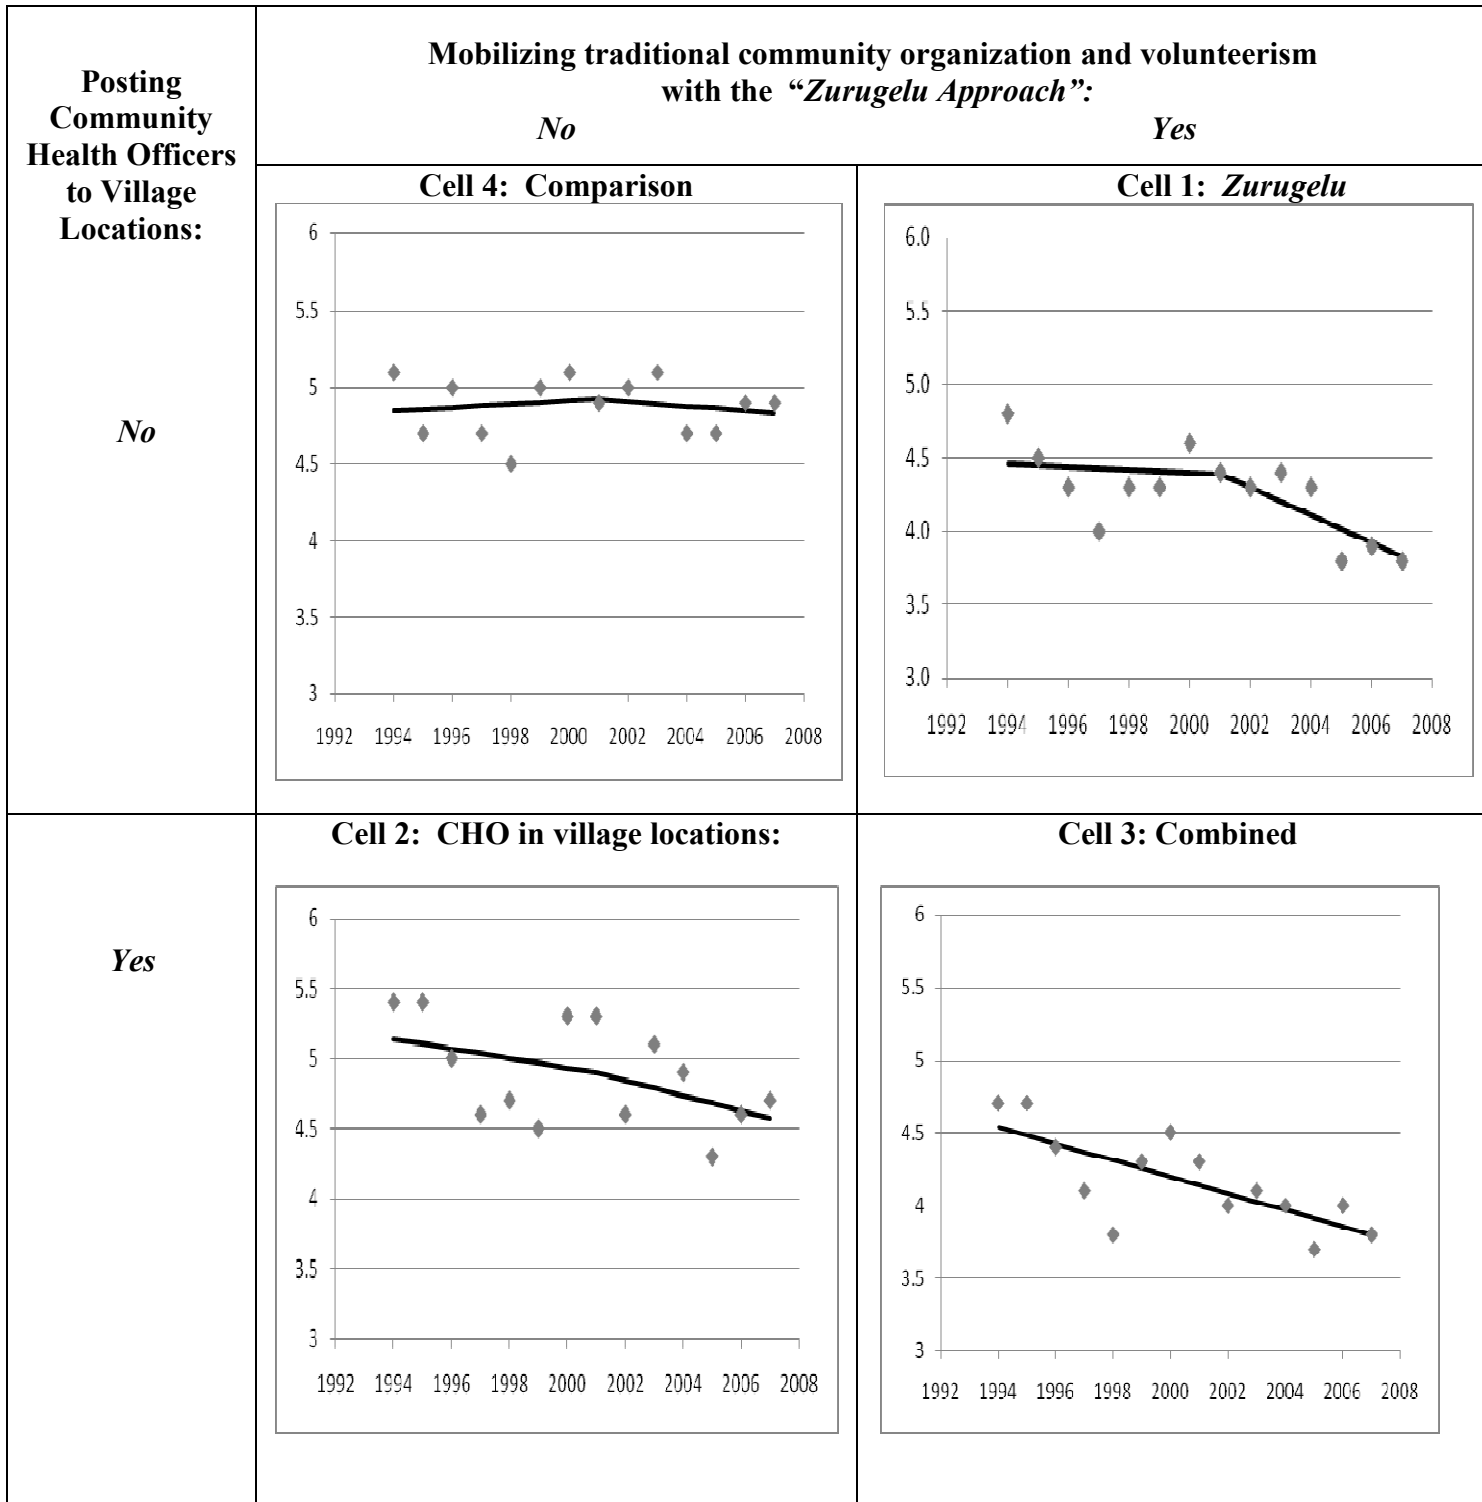 Posting
Community
Health Officers
to Village
Locations:
Mobilizing traditional community organization and volunteerism
with the “Zurugelu Approach”:
No Yes
No
Cell 4: Comparison
6
5.5
5
4.5
4
3.5
3
1992 1994 1996 1998 2000 2002 2004 2006 2008
Cell 1: Zurugelu
6.0
5.5
5.0
4.5
4.0
3.5
3.0
1992 1994 1996 1998 2000 2002 2004 2006 2008
Yes
Cell 2: CHO in village locations:
6
5.5
5
4.5
4
3.5
3
1992 1994 1996 1998 2000 2002 2004 2006 2008
Cell 3: Combined
6
5.5
5
4.5
4
3.5
3
1992 1994 1996 1998 2000 2002 2004 2006 2008